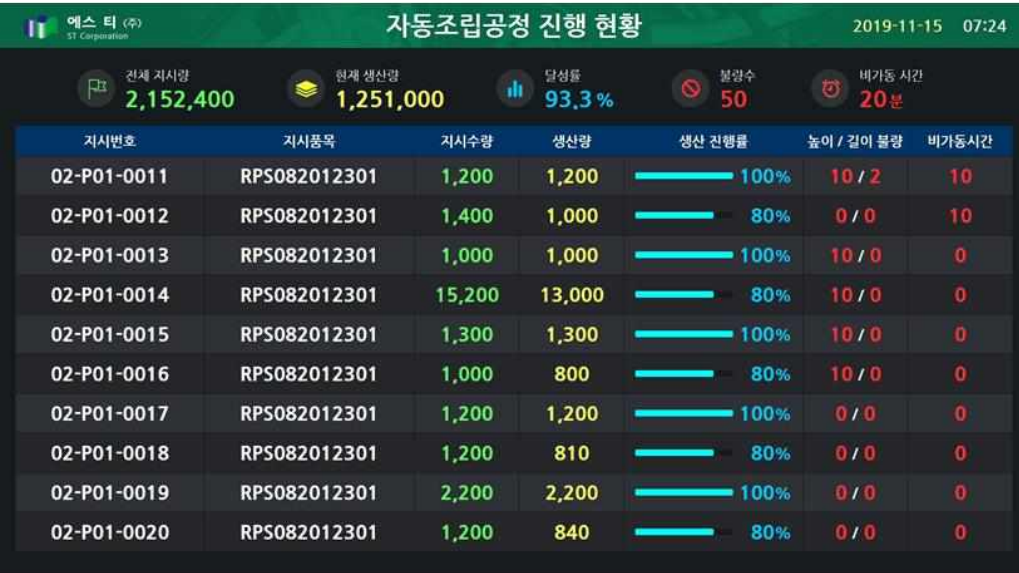 에스 티 (주)
ST Corporation
자동조립공정 진행 현황
2019-11-15 07:24
전체 지시량
2,152,400
현재 생산량
1,251,000
달성률
93.3%
불량수
50
비가동 시간
20분
지시번호 지시품목 지시수량 생산량 생산 진행률 높이 / 길이 불량 비가동시간
02-P01-0011 RPS082012301 1,200 1,200 100% 10 / 2 10
02-P01-0012 RPS082012301 1,400 1,000 80% 0 / 0 10
02-P01-0013 RPS082012301 1,000 1,000 100% 10 / 0 0
02-P01-0014 RPS082012301 15,200 13,000 80% 10 / 0 0
02-P01-0015 RPS082012301 1,300 1,300 100% 10 / 0 0
02-P01-0016 RPS082012301 1,000 800 80% 10 / 0 0
02-P01-0017 RPS082012301 1,200 1,200 100% 0 / 0 0
02-P01-0018 RPS082012301 1,200 810 80% 0 / 0 0
02-P01-0019 RPS082012301 2,200 2,200 100% 0 / 0 0
02-P01-0020 RPS082012301 1,200 840 80% 0 / 0 0